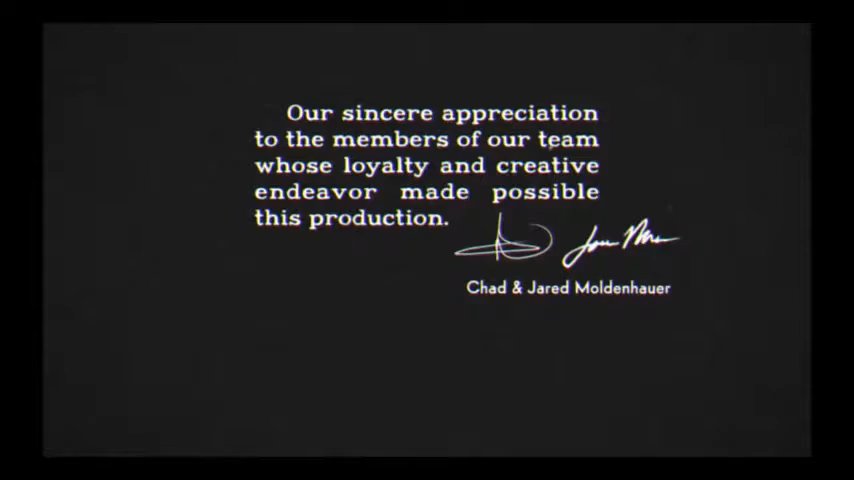 Our sincere appreciation
to the members of our team
whose loyalty and creative
endeavor made possible
this production.
Chad & Jared Moldenhauer